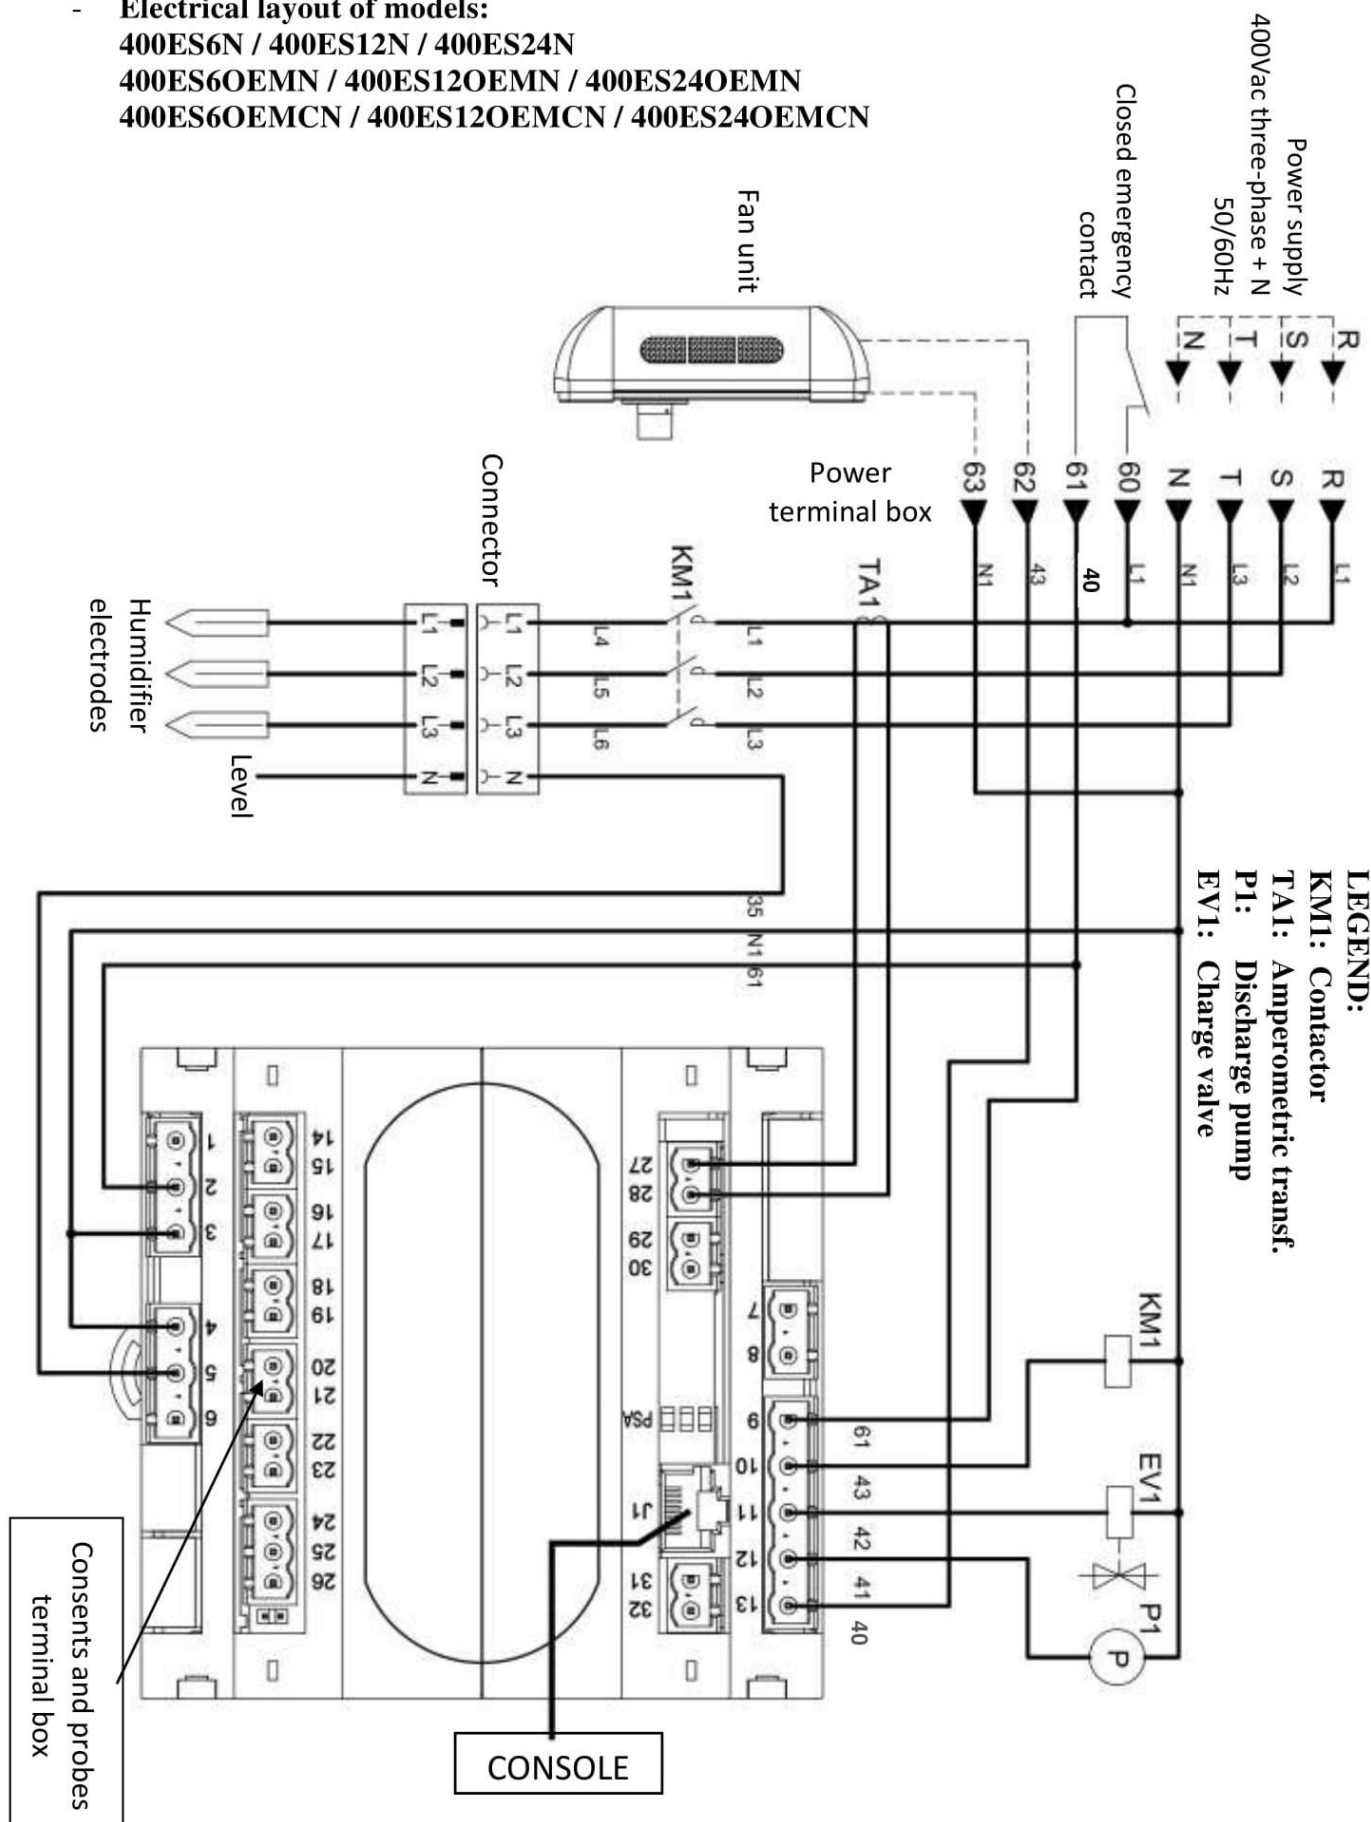 - Electrical layout of models:
400ES6N / 400ES12N / 400ES24N
400ES6OEMN / 400ES12OEMN / 400ES24OEMN
400ES6OEMCN / 400ES12OEMCN / 400ES24OEMCN
Power supply
400Vac three-phase + N
50/60Hz
Closed emergency
contact
Fan unit
R
S
T
N
R
S
T
N
60
61
62
63
Power
terminal box
L1
L2
L3
N1
L1
40
43
N1
TA1
KM1
Connector
L1
L2
L3
L4
L5
L6
L1
L2
L3
N
L1
L2
L3
N
Humidifier
electrodes
Level
35
N1
61
LEGEND:
KM1: Contactor
TA1: Amperometric transf.
P1: Discharge pump
EV1: Charge valve
KM1
EV1
P1
P
1
2
3
4
5
6
14
15
16
17
18
19
20
21
22
23
24
25
26
27
28
29
30
PSA
J1
31
32
7
8
9
10
11
12
13
61
43
42
41
40
CONSOLE
Consents and probes
terminal box